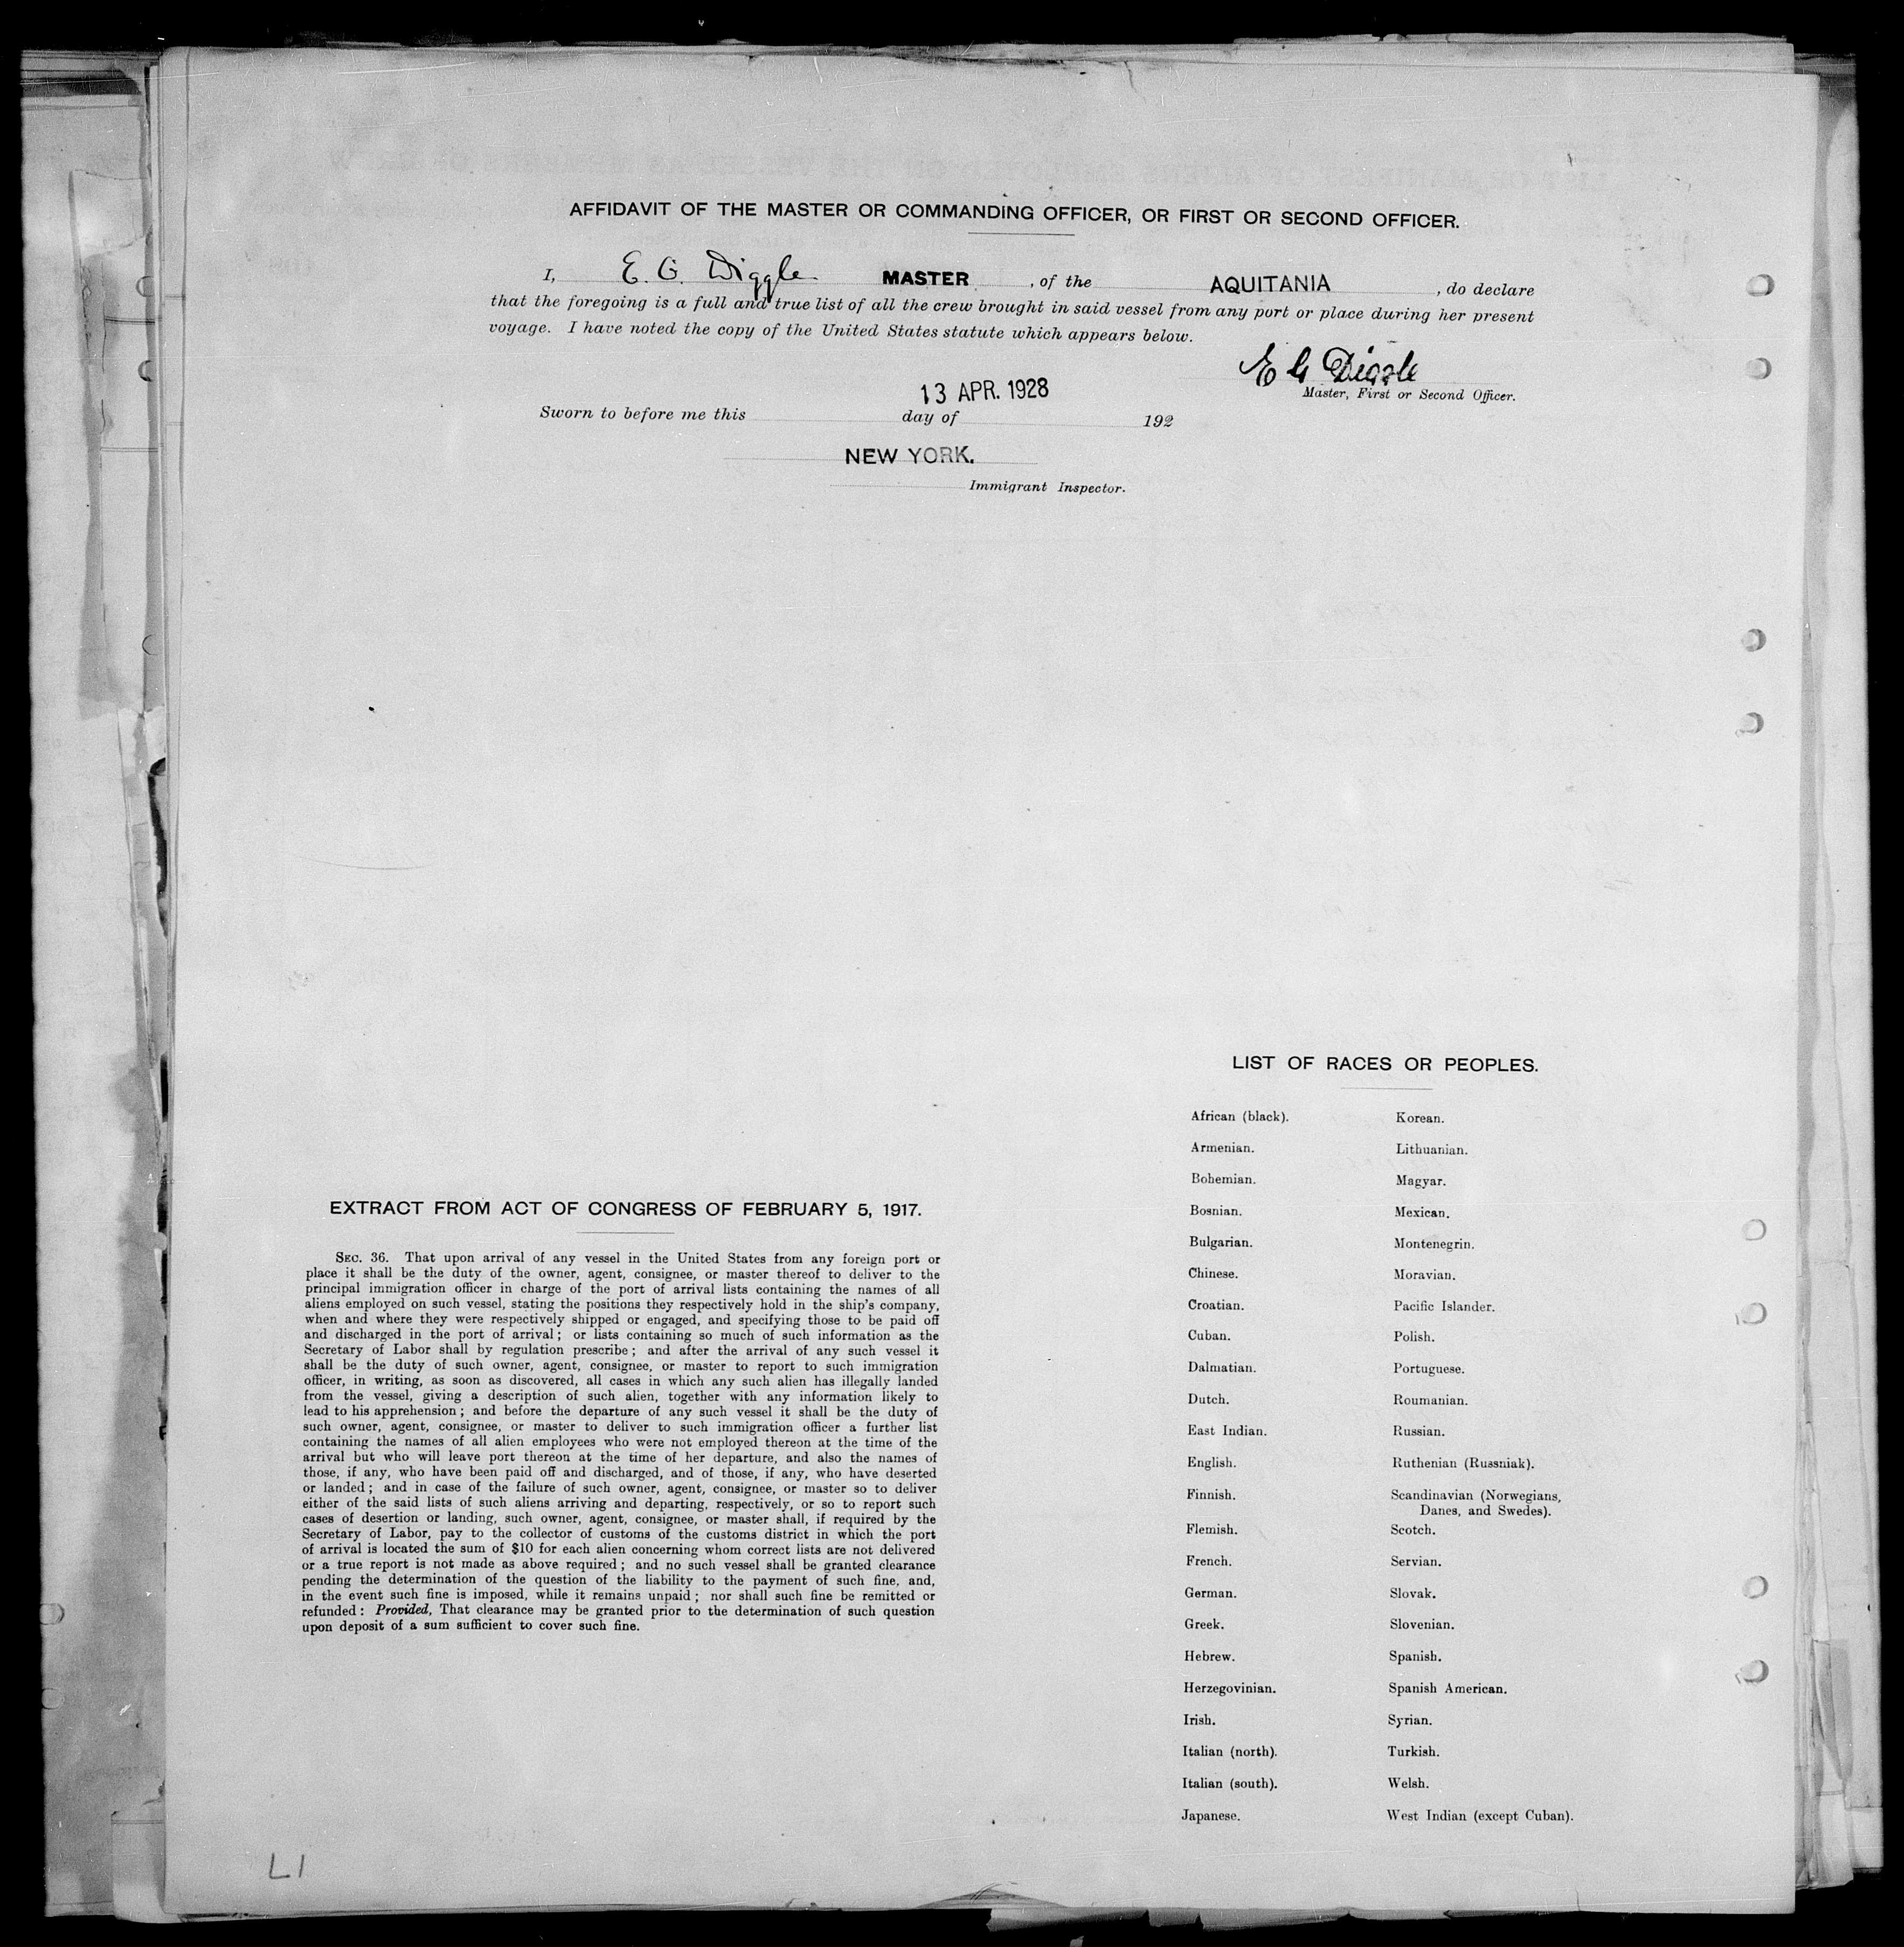 AFFIDAVIT OF THE MASTER OR COMMANDING OFFICER, OR FIRST OR SECOND OFFICER.
I, E. G. Diggle MASTER, of the AQUITANIA, do declare
that the foregoing is a full and true list of all the crew brought in said vessel from any port or place during her present
voyage. I have noted the copy of the United States statute which appears below.
E G Diggle
Master, First or Second Officer.
13 APR. 1928
Sworn to before me this day of 192
NEW YORK.
Immigrant Inspector.
EXTRACT FROM ACT OF CONGRESS OF FEBRUARY 5, 1917.
SEC. 36. That upon arrival of any vessel in the United States from any foreign port or
place it shall be the duty of the owner, agent, consignee, or master thereof to deliver to the
principal immigration officer in charge of the port of arrival lists containing the names of all
aliens employed on such vessel, stating the positions they respectively hold in the ship's company,
when and where they were respectively shipped or engaged, and specifying those to be paid off
and discharged in the port of arrival; or lists containing so much of such information as the
Secretary of Labor shall by regulation prescribe; and after the arrival of any such vessel it
shall be the duty of such owner, agent, consignee, or master to report to such immigration
officer, in writing, as soon as discovered, all cases in which any such alien has illegally landed
from the vessel, giving a description of such alien, together with any information likely to
lead to his apprehension; and before the departure of any such vessel it shall be the duty of
such owner, agent, consignee, or master to deliver to such immigration officer a further list
containing the names of all alien employees who were not employed thereon at the time of the
arrival but who will leave port thereon at the time of her departure, and also the names of
those, if any, who have been paid off and discharged, and of those, if any, who have deserted
or landed; and in case of the failure of such owner, agent, consignee, or master so to deliver
either of the said lists of such aliens arriving and departing, respectively, or so to report such
cases of desertion or landing, such owner, agent, consignee, or master shall, if required by the
Secretary of Labor, pay to the collector of customs of the customs district in which the port
of arrival is located the sum of $10 for each alien concerning whom correct lists are not delivered
or a true report is not made as above required; and no such vessel shall be granted clearance
pending the determination of the question of the liability to the payment of such fine, and,
in the event such fine is imposed, while it remains unpaid; nor shall such fine be remitted or
refunded: Provided, That clearance may be granted prior to the determination of such question
upon deposit of a sum sufficient to cover such fine.
LIST OF RACES OR PEOPLES.
African (black). Korean.
Armenian. Lithuanian.
Bohemian. Magyar.
Bosnian. Mexican.
Bulgarian. Montenegrin.
Chinese. Moravian.
Croatian. Pacific Islander.
Cuban. Polish.
Dalmatian. Portuguese.
Dutch. Roumanian.
East Indian. Russian.
English. Ruthenian (Russniak).
Finnish. Scandinavian (Norwegians,
Danes, and Swedes).
Flemish. Scotch.
French. Servian.
German. Slovak.
Greek. Slovenian.
Hebrew. Spanish.
Herzegovinian. Spanish American.
Irish. Syrian.
Italian (north). Turkish.
Italian (south). Welsh.
Japanese. West Indian (except Cuban).
L1